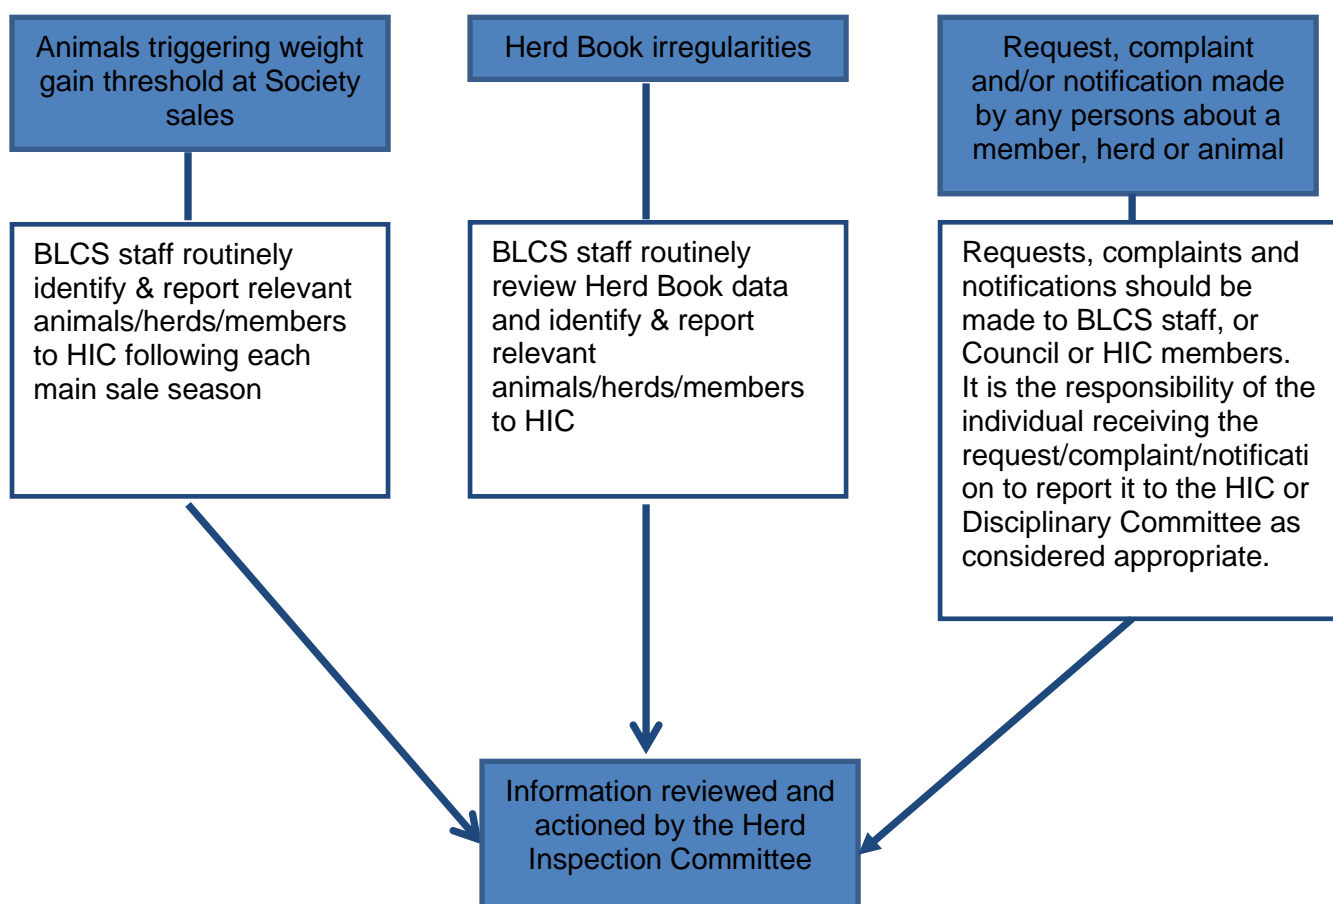 Animals triggering weight
gain threshold at Society
sales
Herd Book irregularities
Request, complaint
and/or notification made
by any persons about a
member, herd or animal
BLCS staff routinely
identify & report relevant
animals/herds/members
to HIC following each
main sale season
BLCS staff routinely
review Herd Book data
and identify & report
relevant
animals/herds/members
to HIC
Requests, complaints and
notifications should be
made to BLCS staff, or
Council or HIC members.
It is the responsibility of the
individual receiving the
request/complaint/notificati
on to report it to the HIC or
Disciplinary Committee as
considered appropriate.
Information reviewed and
actioned by the Herd
Inspection Committee